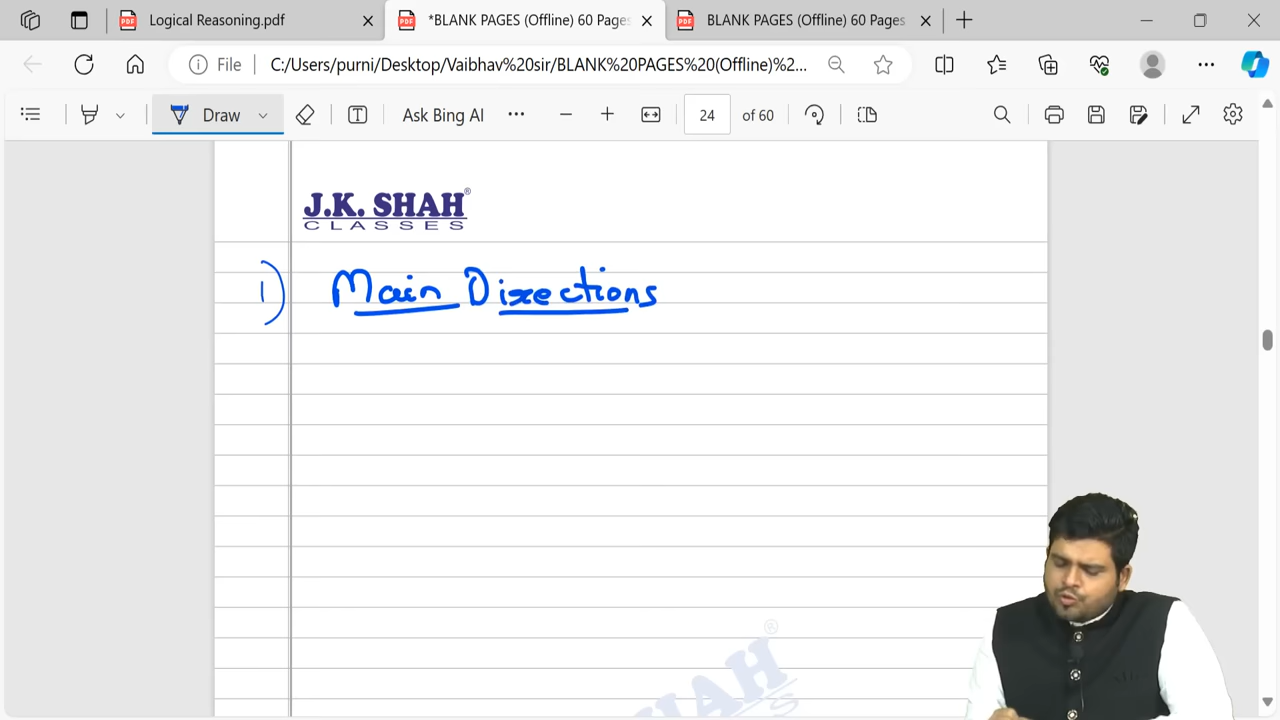 Logical Reasoning.pdf
*BLANK PAGES (Offline) 60 Pages
BLANK PAGES (Offline) 60 Pages
File
C:/Users/purni/Desktop/Vaibhav%20sir/BLANK%20PAGES%20(Offline)%2...
Draw
Ask Bing AI
24
of 60
J.K. SHAH®
CLASSES
1) Main Directions